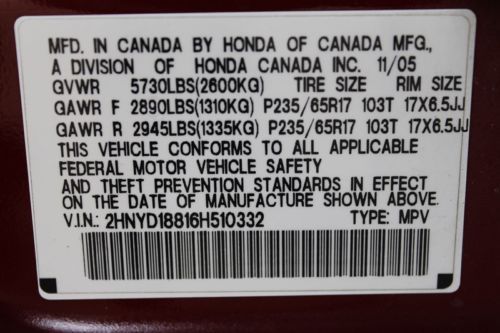 MFD. IN CANADA BY HONDA OF CANADA MFG.,
A DIVISION OF HONDA CANADA INC. 11/05
GVWR 5730LBS(2600KG) TIRE SIZE RIM SIZE
GAWR F 2890LBS(1310KG) P235/65R17 103T 17X6.5JJ
GAWR R 2945LBS(1335KG) P235/65R17 103T 17X6.5JJ
THIS VEHICLE CONFORMS TO ALL APPLICABLE
FEDERAL MOTOR VEHICLE SAFETY
AND THEFT PREVENTION STANDARDS IN EFFECT
ON THE DATE OF MANUFACTURE SHOWN ABOVE.
V.I.N.: 2HNYD18816H510332 TYPE: MPV